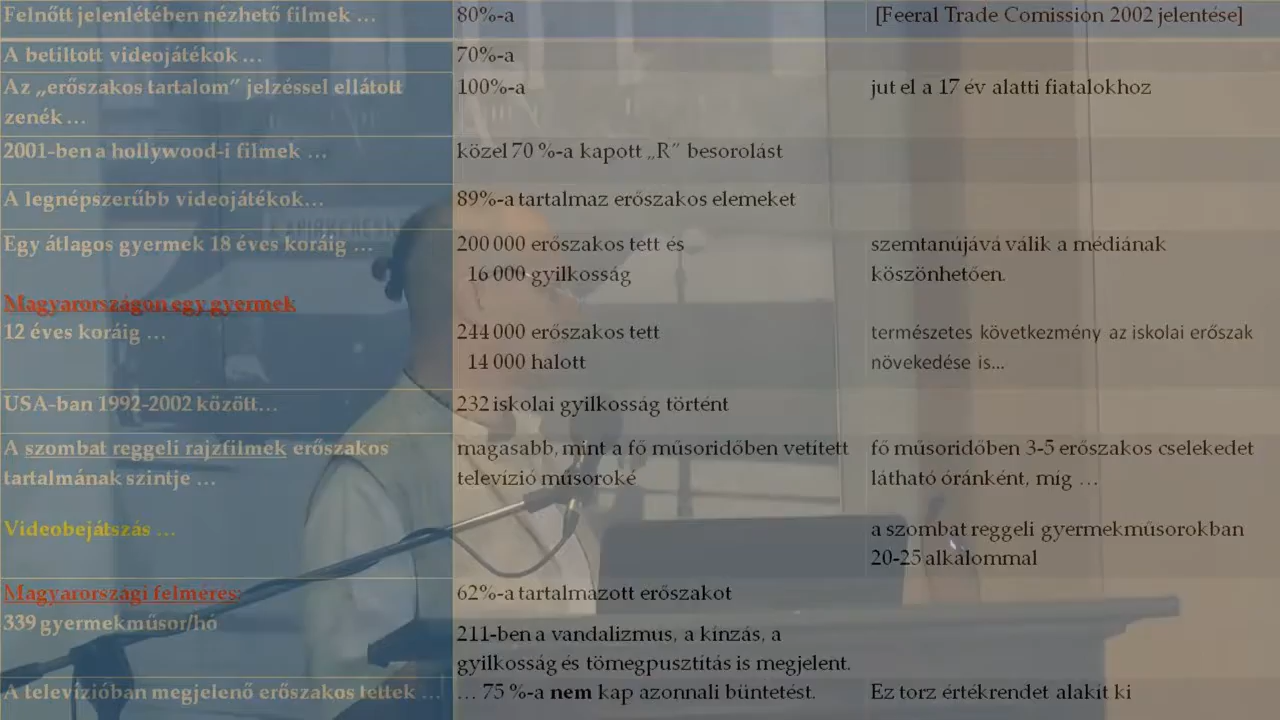 Felnőtt jelenlétében nézhető filmek …
80%-a
[Feeral Trade Comission 2002 jelentése]
A betiltott videojátékok …
70%-a
Az „erőszakos tartalom” jelzéssel ellátott
zenék …
100%-a
jut el a 17 év alatti fiatalokhoz
2001-ben a hollywood-i filmek …
közel 70 %-a kapott „R” besorolást
A legnépszerűbb videojátékok…
89%-a tartalmaz erőszakos elemeket
Egy átlagos gyermek 18 éves koráig …
200 000 erőszakos tett és
16 000 gyilkosság
szemtanújává válik a médiának
köszönhetően.
Magyarországon egy gyermek
12 éves koráig …
244 000 erőszakos tett
14 000 halott
természetes következmény az iskolai erőszak
növekedése is...
USA-ban 1992-2002 között…
232 iskolai gyilkosság történt
A szombat reggeli rajzfilmek erőszakos
tartalmának szintje …
magasabb, mint a fő műsoridőben vetített
televízió műsoroké
fő műsoridőben 3-5 erőszakos cselekedet
látható óránként, míg …
Videobejátszás …
a szombat reggeli gyermekműsorokban
20-25 alkalommal
Magyarországi felmérés:
339 gyermekműsor/hó
62%-a tartalmazott erőszakot
211-ben a vandalizmus, a kínzás, a
gyilkosság és tömegpusztítás is megjelent.
A televízióban megjelenő erőszakos tettek …
… 75 %-a nem kap azonnali büntetést.
Ez torz értékrendet alakít ki